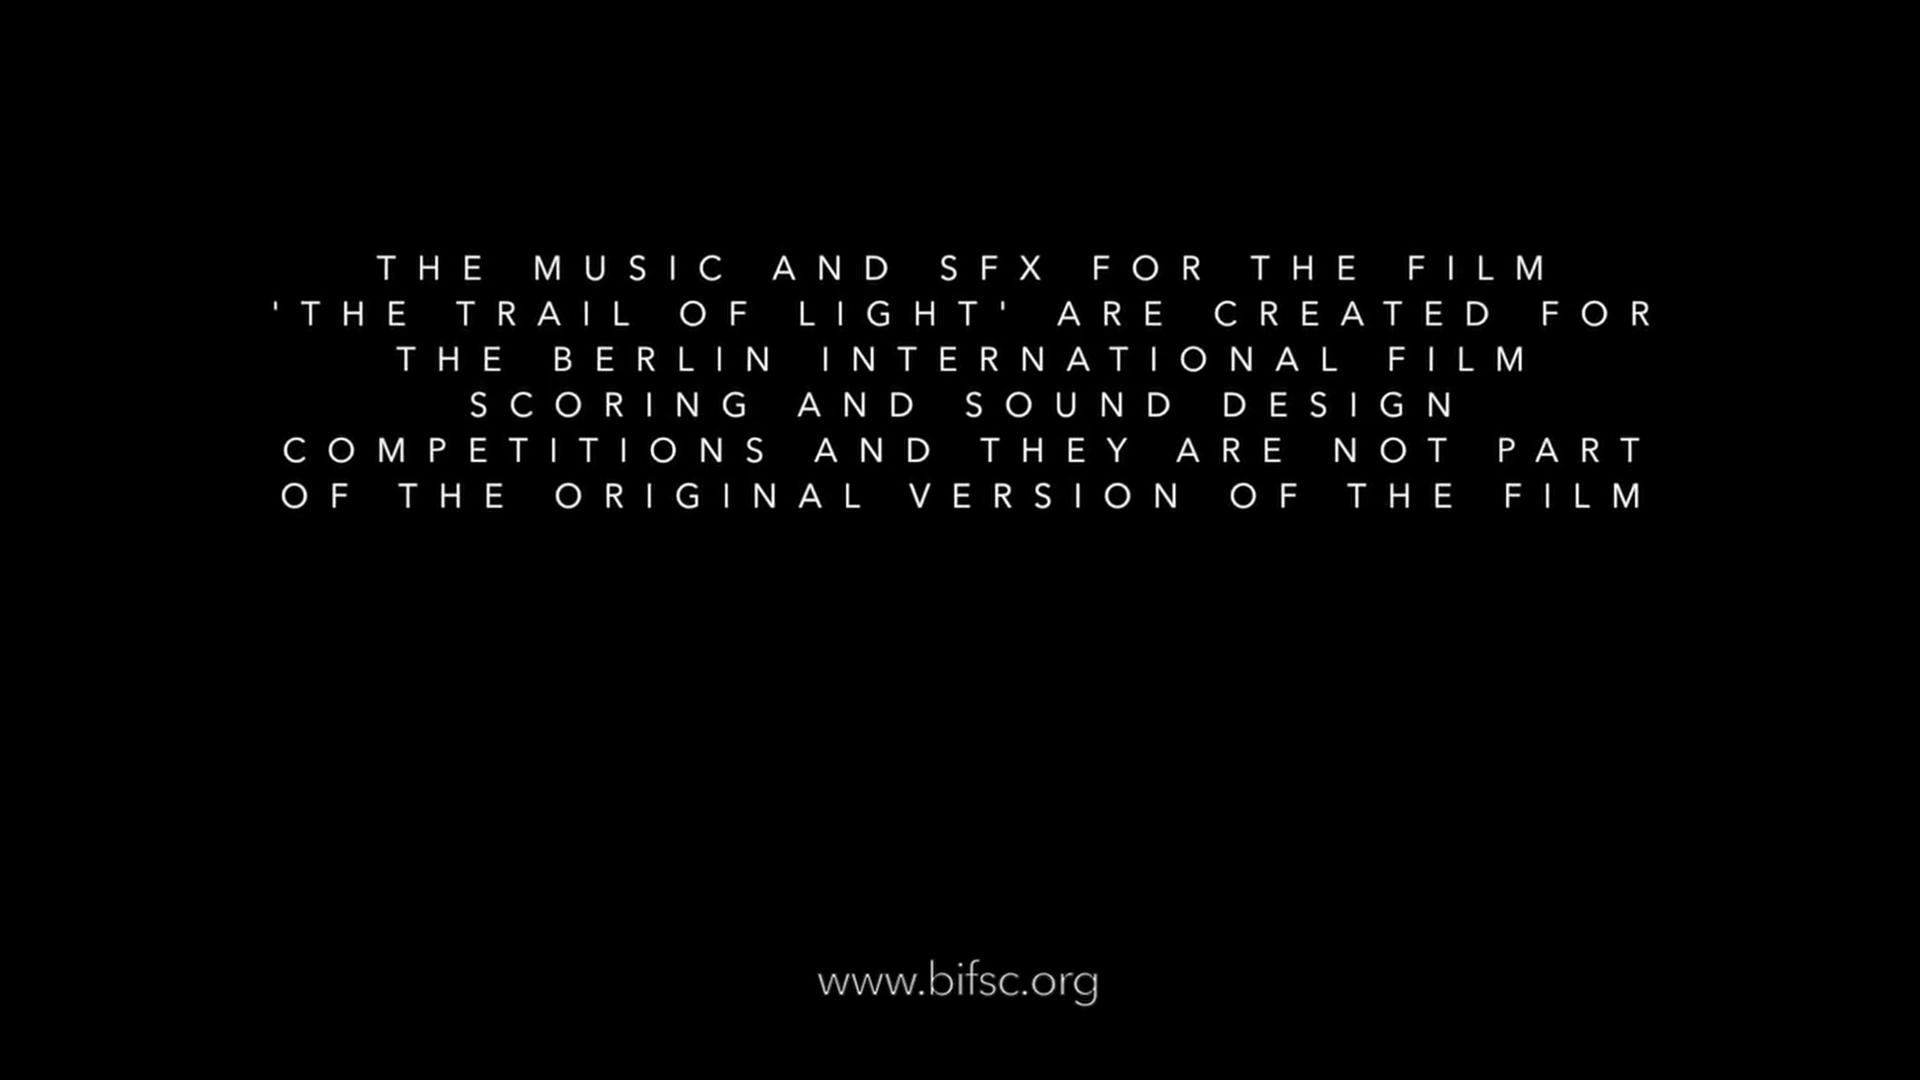 THE MUSIC AND SFX FOR THE FILM
'THE TRAIL OF LIGHT' ARE CREATED FOR
THE BERLIN INTERNATIONAL FILM
SCORING AND SOUND DESIGN
COMPETITIONS AND THEY ARE NOT PART
OF THE ORIGINAL VERSION OF THE FILM
www.bifsc.org